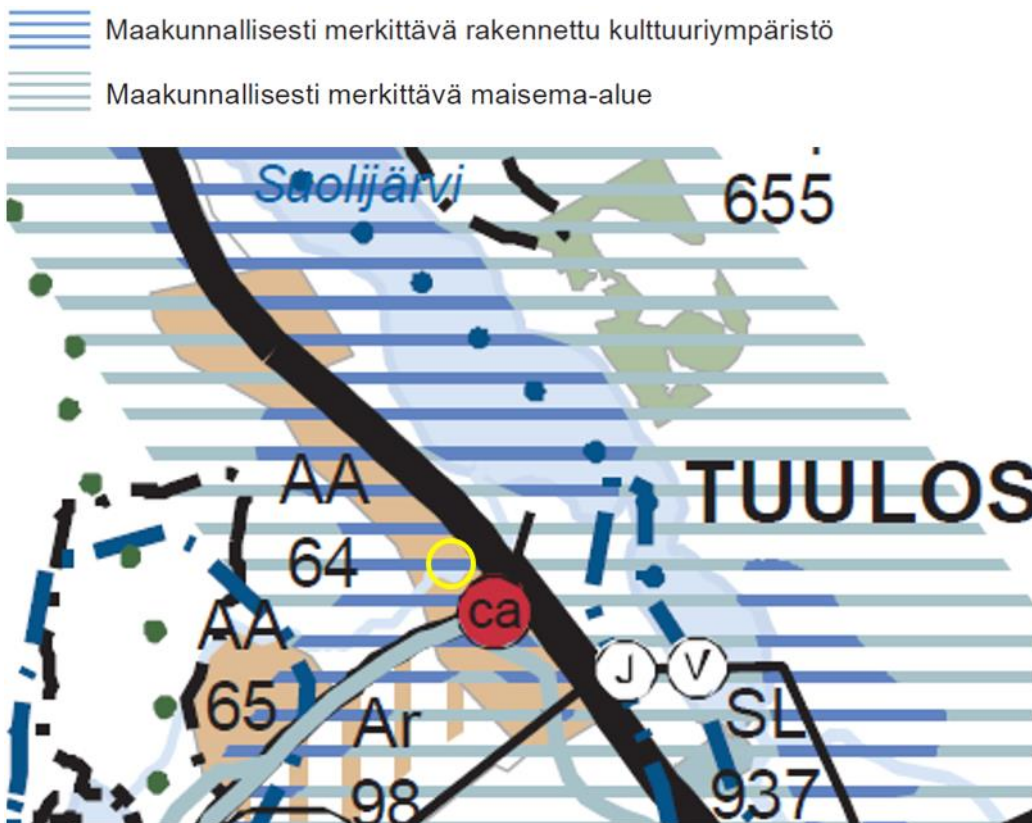 Maakunnallisesti merkittävä rakennettu kulttuuriympäristö
Maakunnallisesti merkittävä maisema-alue
Suolijärvi
655
AA
64
TUULOS
ca
AA
65
J
V
Ar
98
SL
937